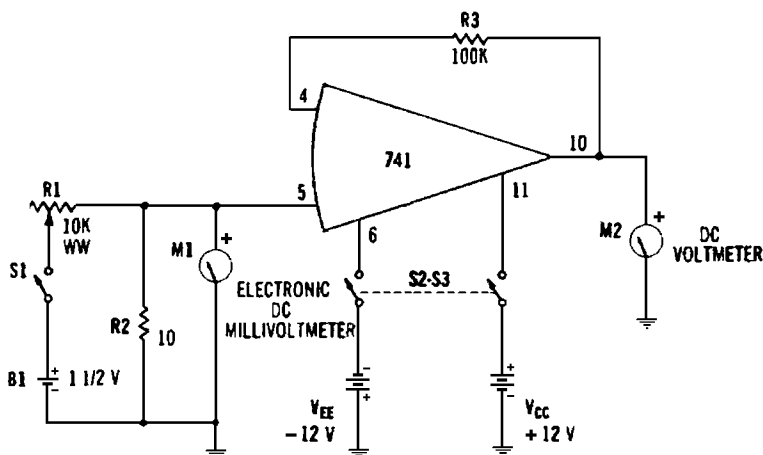 R3
100K
4
741
10
5
11
6
R1
10K
WW
S1
M1
+
ELECTRONIC
DC
MILLIVOLTMETER
S2-S3
M2
+
DC
VOLTMETER
R2
10
B1
+
-
1 1/2 V
-
+
VEE
-12 V
+
-
VCC
+12 V